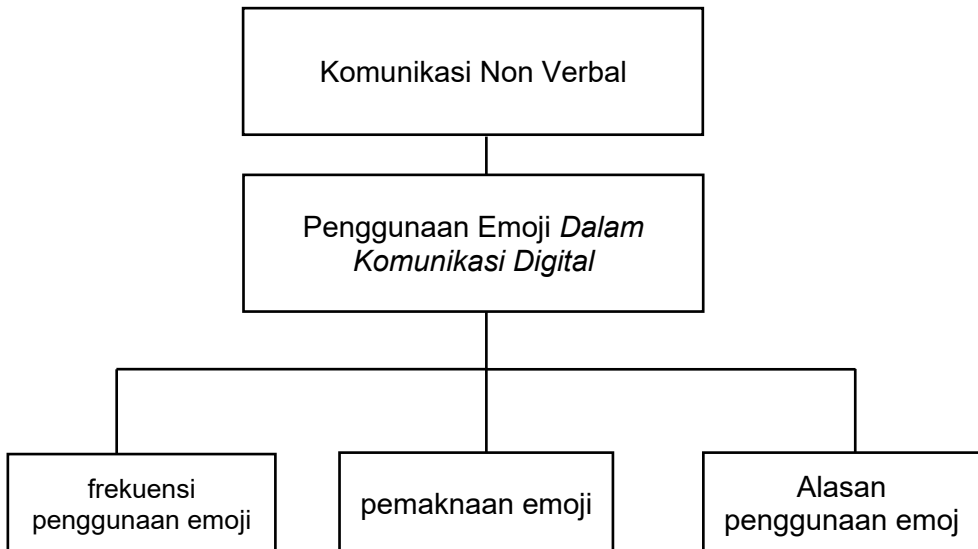 Komunikasi Non Verbal
Penggunaan Emoji Dalam
Komunikasi Digital
frekuensi
penggunaan emoji
pemaknaan emoji
Alasan
penggunaan emoj